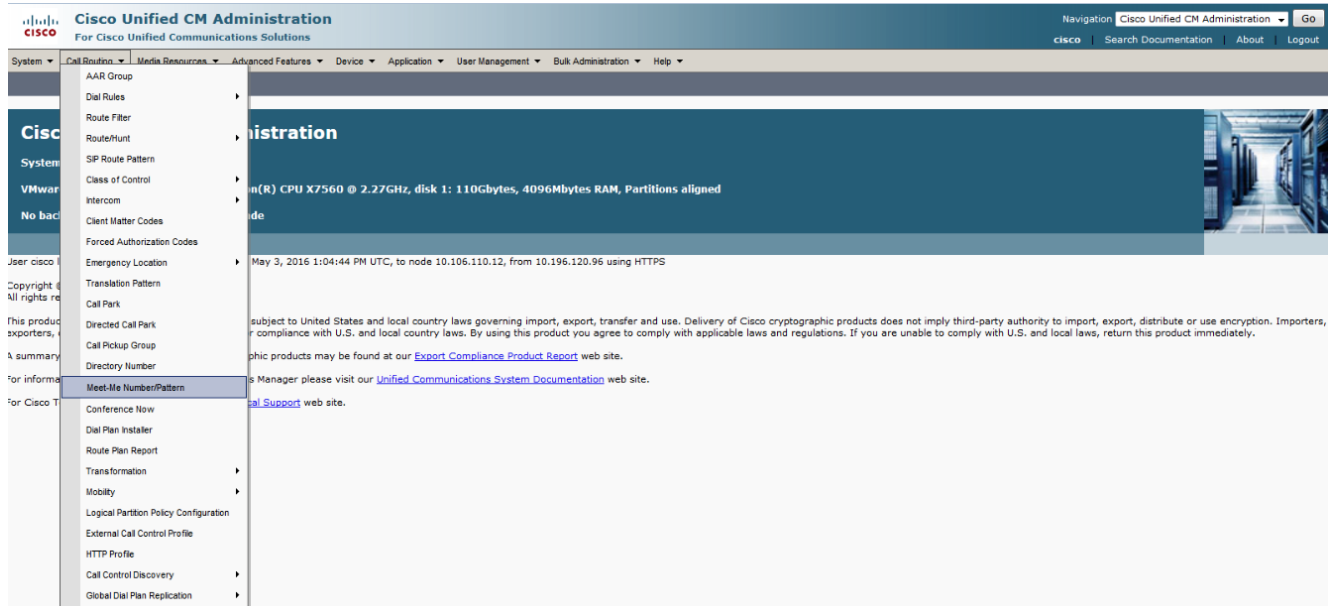 cisco
Cisco Unified CM Administration
For Cisco Unified Communications Solutions
Navigation Cisco Unified CM Administration Go
cisco | Search Documentation | About | Logout
System Call Routing Media Resources Advanced Features Device Application User Management Bulk Administration Help
AAR Group
Dial Rules
Route Filter
Route/Hunt
SIP Route Pattern
Class of Control
Intercom
Client Matter Codes
Forced Authorization Codes
Emergency Location
Translation Pattern
Call Park
Directed Call Park
Call Pickup Group
Directory Number
Meet-Me Number/Pattern
Conference Now
Dial Plan Installer
Route Plan Report
Transformation
Mobility
Logical Partition Policy Configuration
External Call Control Profile
HTTP Profile
Call Control Discovery
Global Dial Plan Replication
Cisc nistration
System
VMwar n(R) CPU X7560 @ 2.27GHz, disk 1: 110Gbytes, 4096Mbytes RAM, Partitions aligned
No bac de
User cisco l May 3, 2016 1:04:44 PM UTC, to node 10.106.110.12, from 10.196.120.96 using HTTPS
Copyright
All rights re
This produc subject to United States and local country laws governing import, export, transfer and use. Delivery of Cisco cryptographic products does not imply third-party authority to import, export, distribute or use encryption. Importers,
exporters, r compliance with U.S. and local country laws. By using this product you agree to comply with applicable laws and regulations. If you are unable to comply with U.S. and local laws, return this product immediately.
A summary phic products may be found at our Export Compliance Product Report web site.
For informa s Manager please visit our Unified Communications System Documentation web site.
For Cisco T cal Support web site.